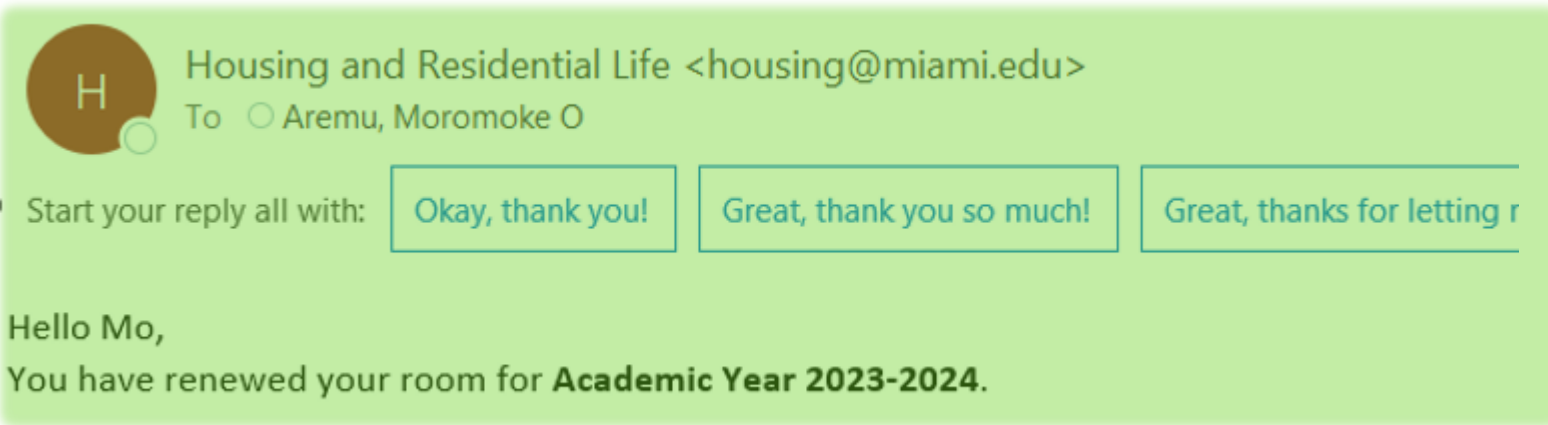 H
Housing and Residential Life <housing@miami.edu>
To Aremu, Moromoke O
Start your reply all with: Okay, thank you! Great, thank you so much! Great, thanks for letting
Hello Mo,
You have renewed your room for Academic Year 2023-2024.